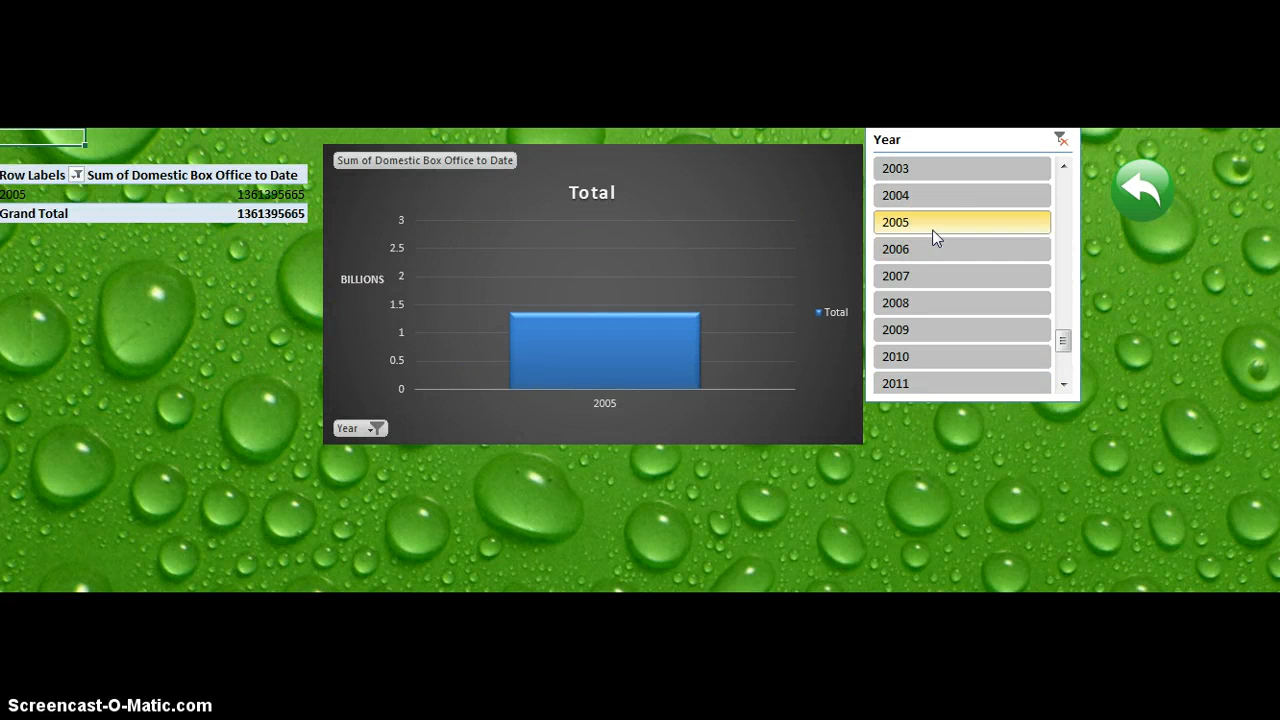 Row Labels Sum of Domestic Box Office to Date
2005 1361395665
Grand Total 1361395665
Sum of Domestic Box Office to Date
Total
3
2.5
BILLIONS 2
1.5
1
0.5
0
2005
Total
Year
Year
2003
2004
2005
2006
2007
2008
2009
2010
2011
Screencast-O-Matic.com